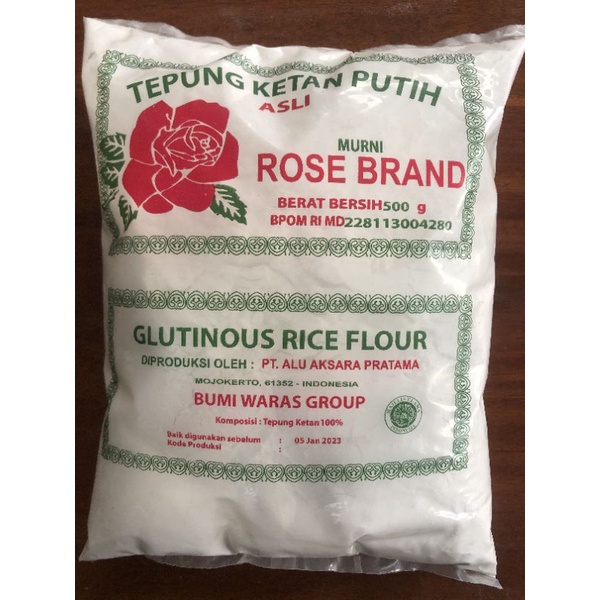 TEPUNG KETAN PUTIH
ASLI
MURNI
ROSE BRAND
BERAT BERSIH500 g
BPOM RI MD228113004280
GLUTINOUS RICE FLOUR
DIPRODUKSI OLEH : PT. ALU AKSARA PRATAMA
MOJOKERTO, 61352 - INDONESIA
BUMI WARAS GROUP
Komposisi : Tepung Ketan 100%
Baik digunakan sebelum : 05 Jan 2023
Kode Produksi :